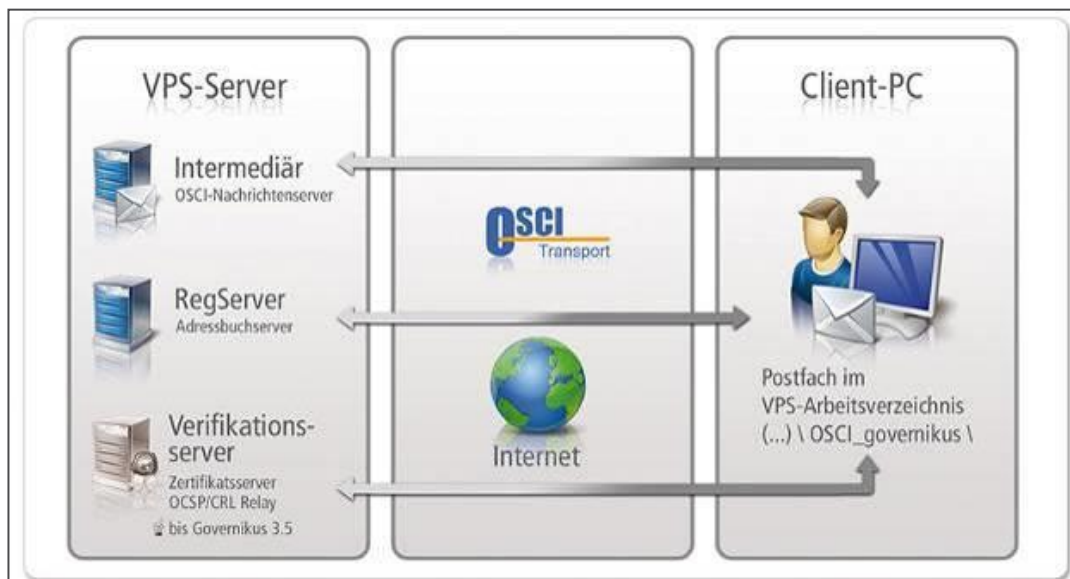 VPS-Server
Intermediär
OSCI-Nachrichtenserver
RegServer
Adressbuchserver
Verifikations-
server
Zertifikatsserver
OCSP/CRL Relay
bis Governikus 3.5
OSCI
Transport
Internet
Client-PC
Postfach im
VPS-Arbeitsverzeichnis
(...) \ OSCI_governikus \